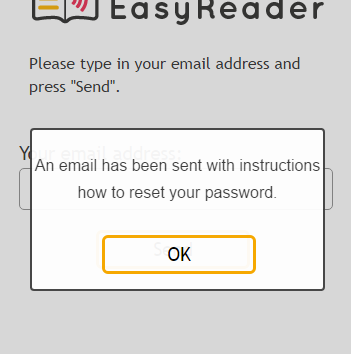 EasyReader
Please type in your email address and
press "Send".
Your email address:
An email has been sent with instructions
how to reset your password.
OK